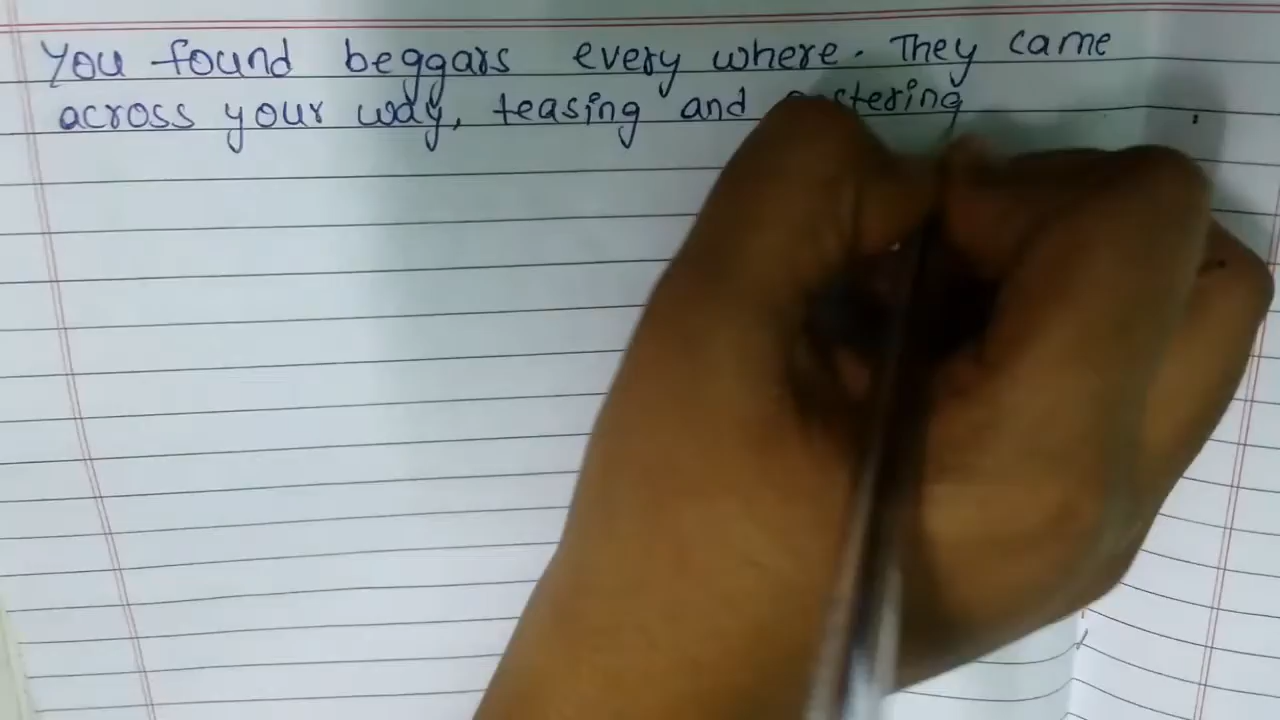 You found beggars every where. They came
across your way, teasing and